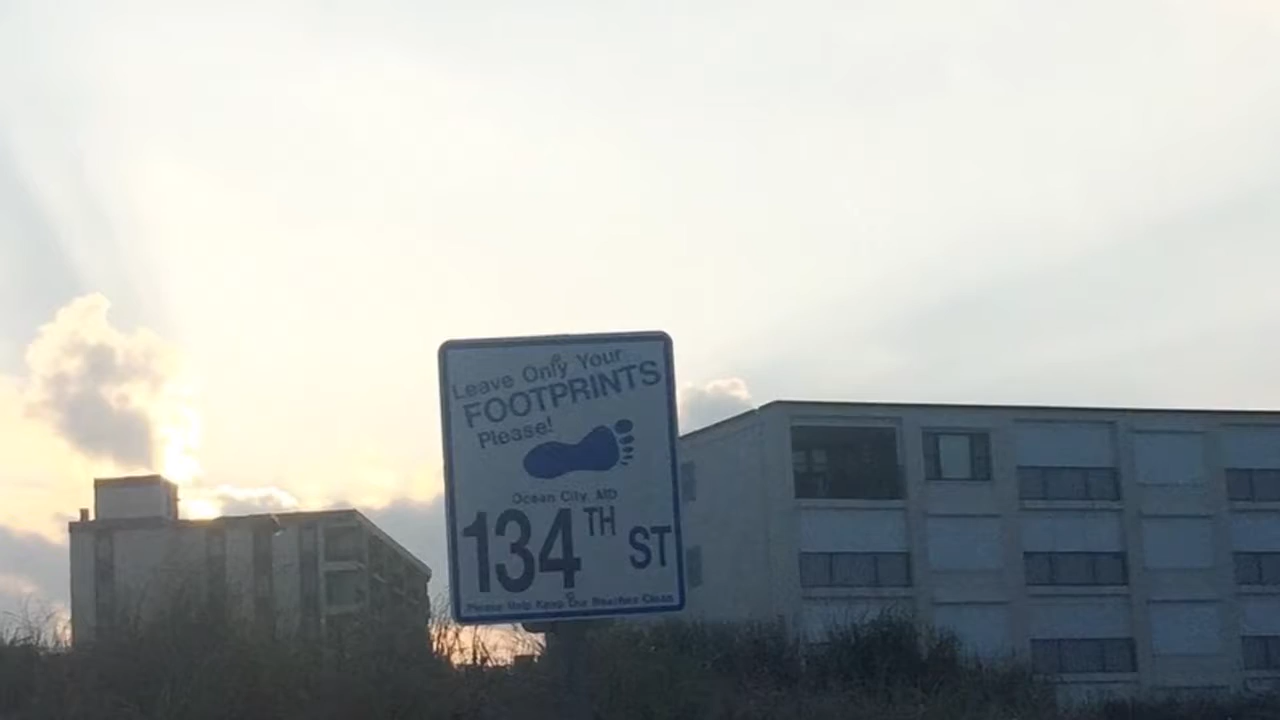 Leave Only Your
FOOTPRINTS
Please!
Ocean City, MD
134TH ST
Please Help Keep Our Beaches Clean